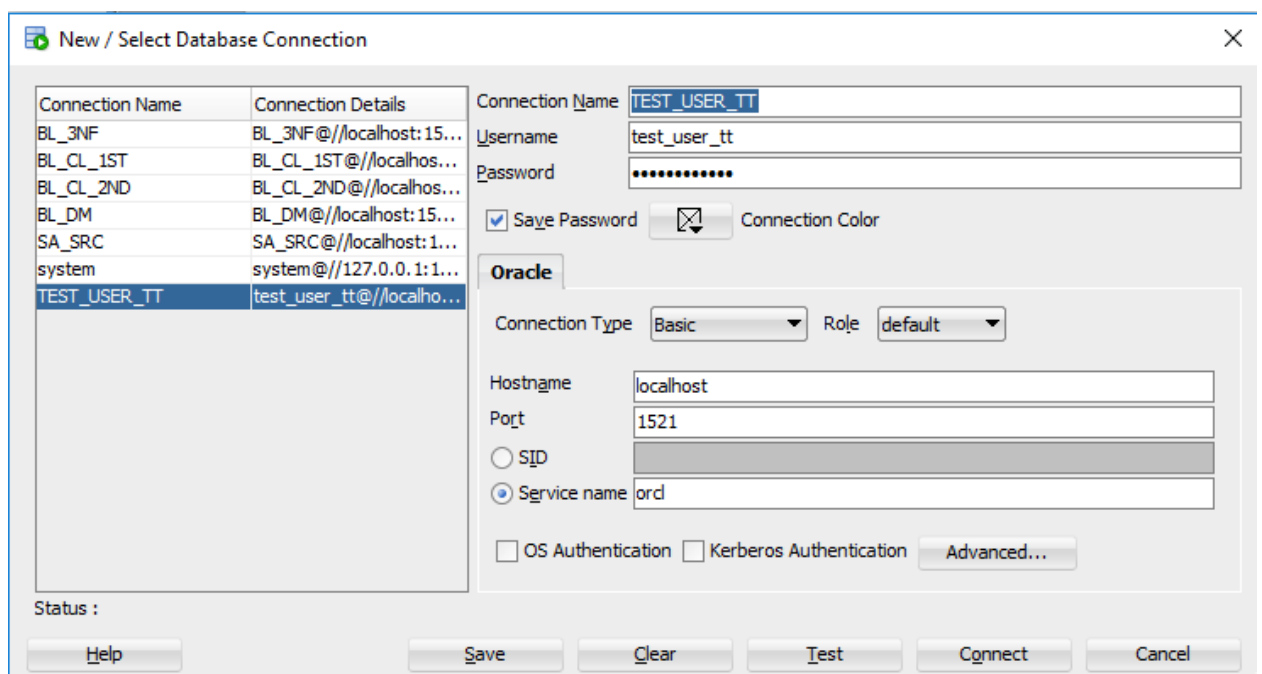 New / Select Database Connection
Connection Name Connection Details
BL_3NF BL_3NF@//localhost:15...
BL_CL_1ST BL_CL_1ST@//localhos...
BL_CL_2ND BL_CL_2ND@//localhos...
BL_DM BL_DM@//localhost:15...
SA_SRC SA_SRC@//localhost:1...
system system@//127.0.0.1:1...
TEST_USER_TT test_user_tt@//localho...
Connection Name TEST_USER_TT
Username test_user_tt
Password ••••••••••••
Save Password Connection Color
Oracle
Connection Type Basic Role default
Hostname localhost
Port 1521
SID
Service name orcl
OS Authentication Kerberos Authentication Advanced...
Status :
Help Save Clear Test Connect Cancel